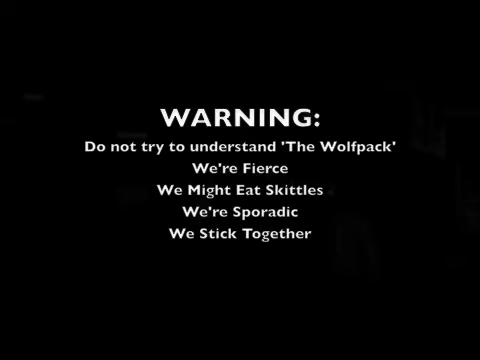 WARNING:
Do not try to understand 'The Wolfpack'
We're Fierce
We Might Eat Skittles
We're Sporadic
We Stick Together